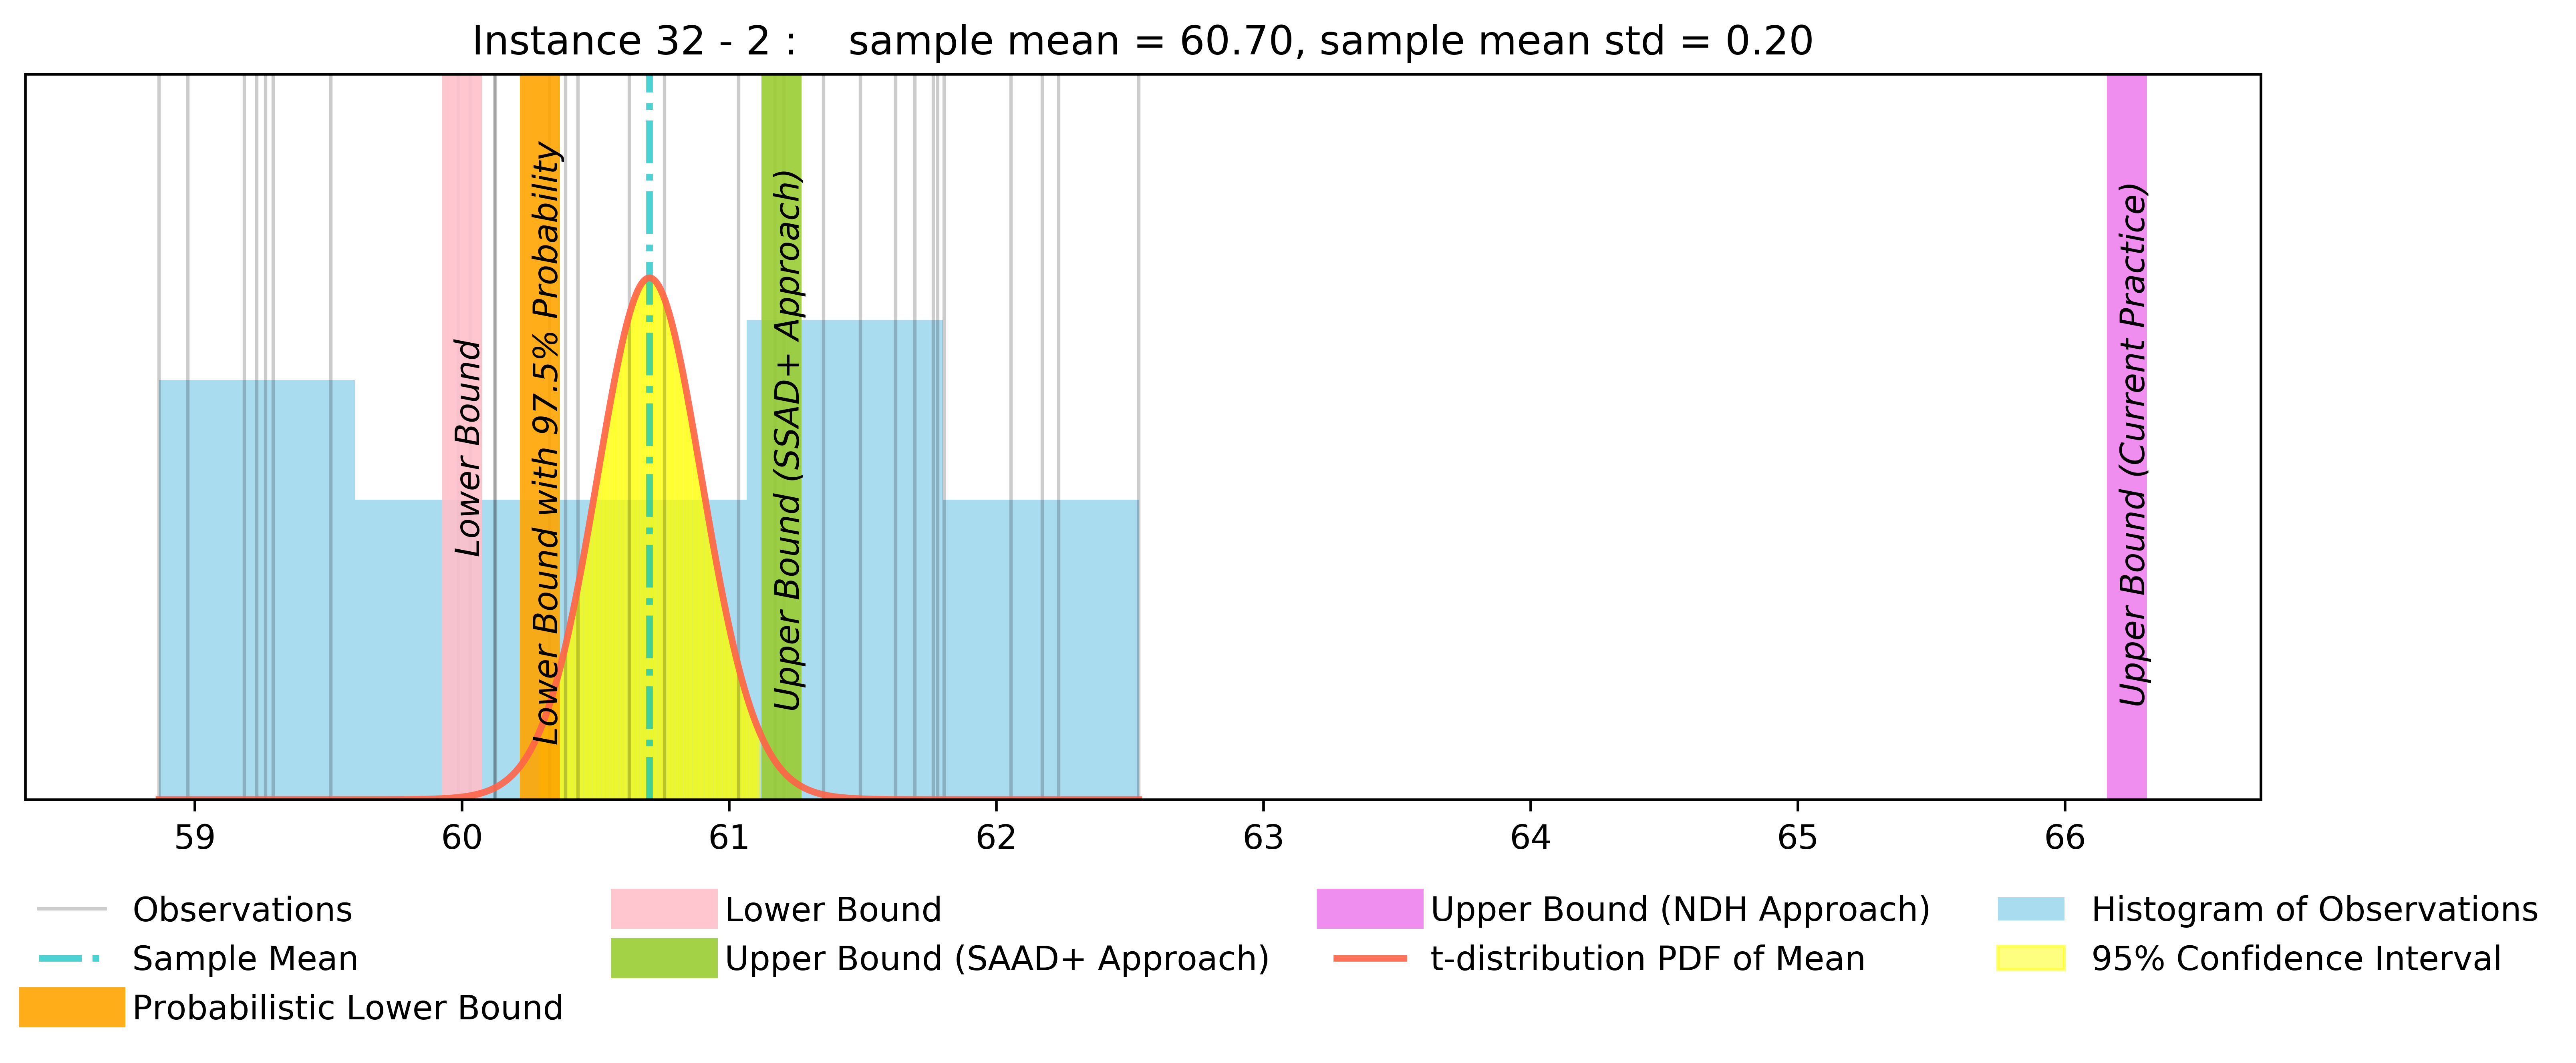 Instance 32 - 2 :    sample mean = 60.70, sample mean std = 0.20
Lower Bound
Lower Bound with 97.5% Probability
Upper Bound (SSAD+ Approach)
Upper Bound (Current Practice)
59 60 61 62 63 64 65 66
Observations
Sample Mean
Probabilistic Lower Bound
Lower Bound
Upper Bound (SAAD+ Approach)
Upper Bound (NDH Approach)
t-distribution PDF of Mean
Histogram of Observations
95% Confidence Interval